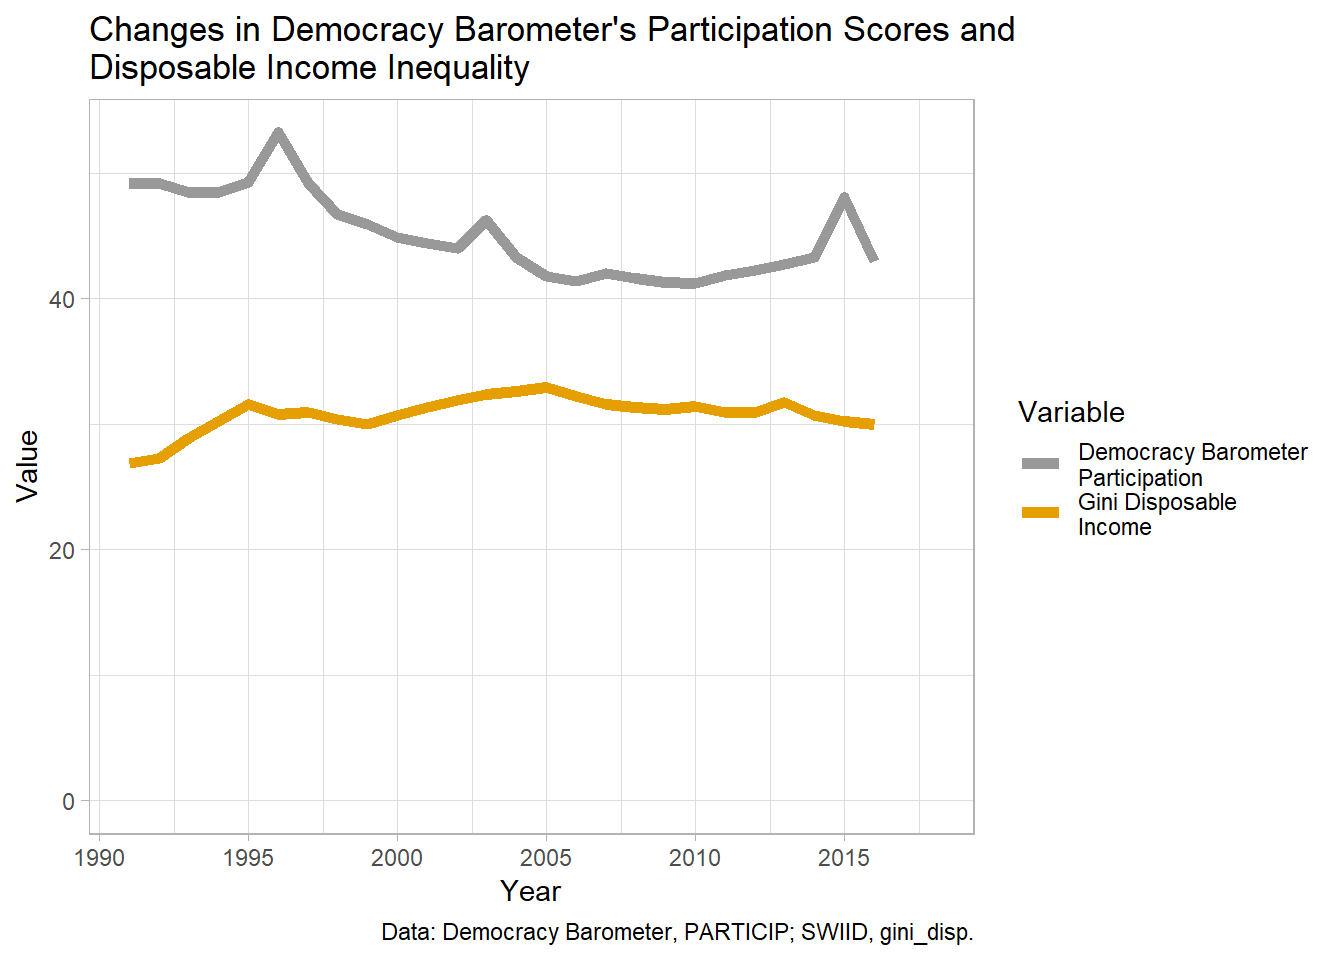 Changes in Democracy Barometer's Participation Scores and
Disposable Income Inequality
Value
40
20
0
1990
1995
2000
2005
2010
2015
Year
Variable
Democracy Barometer
Participation
Gini Disposable
Income
Data: Democracy Barometer, PARTICIP; SWIID, gini_disp.